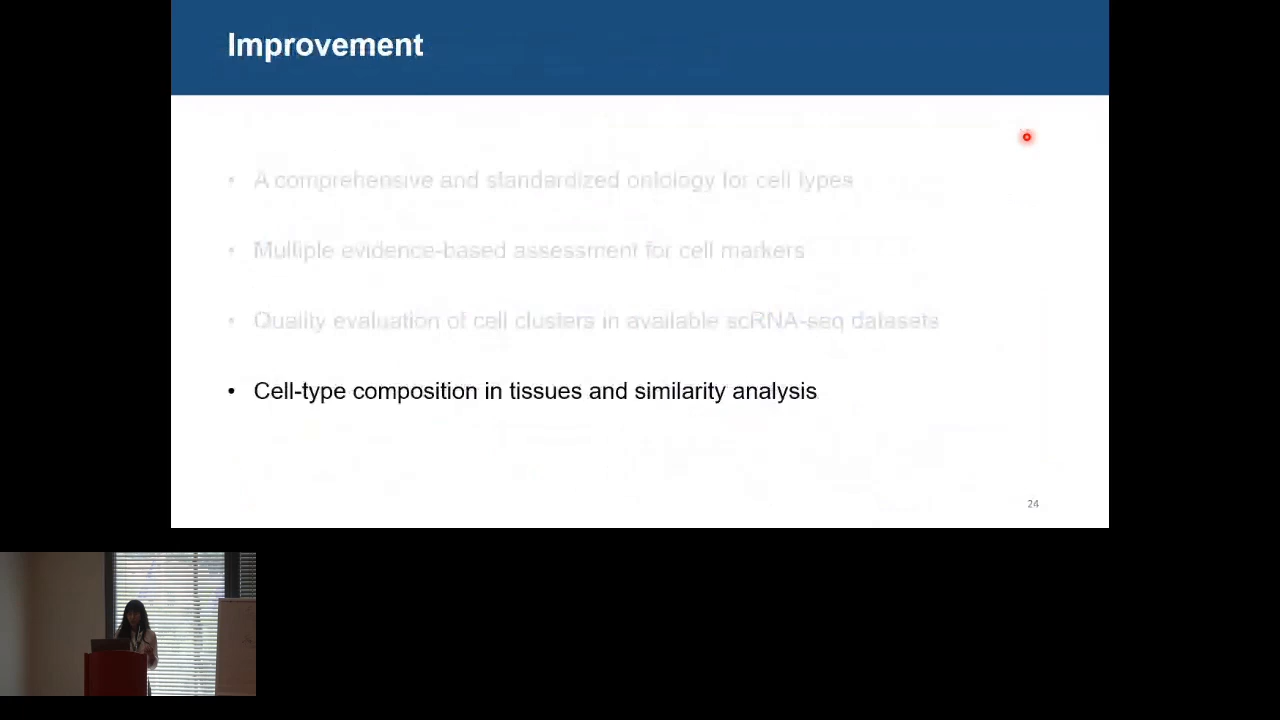 Improvement
• A comprehensive and standardized ontology for cell types
• Multiple evidence-based assessment for cell markers
• Quality evaluation of cell clusters in available scRNA-seq datasets
• Cell-type composition in tissues and similarity analysis
24